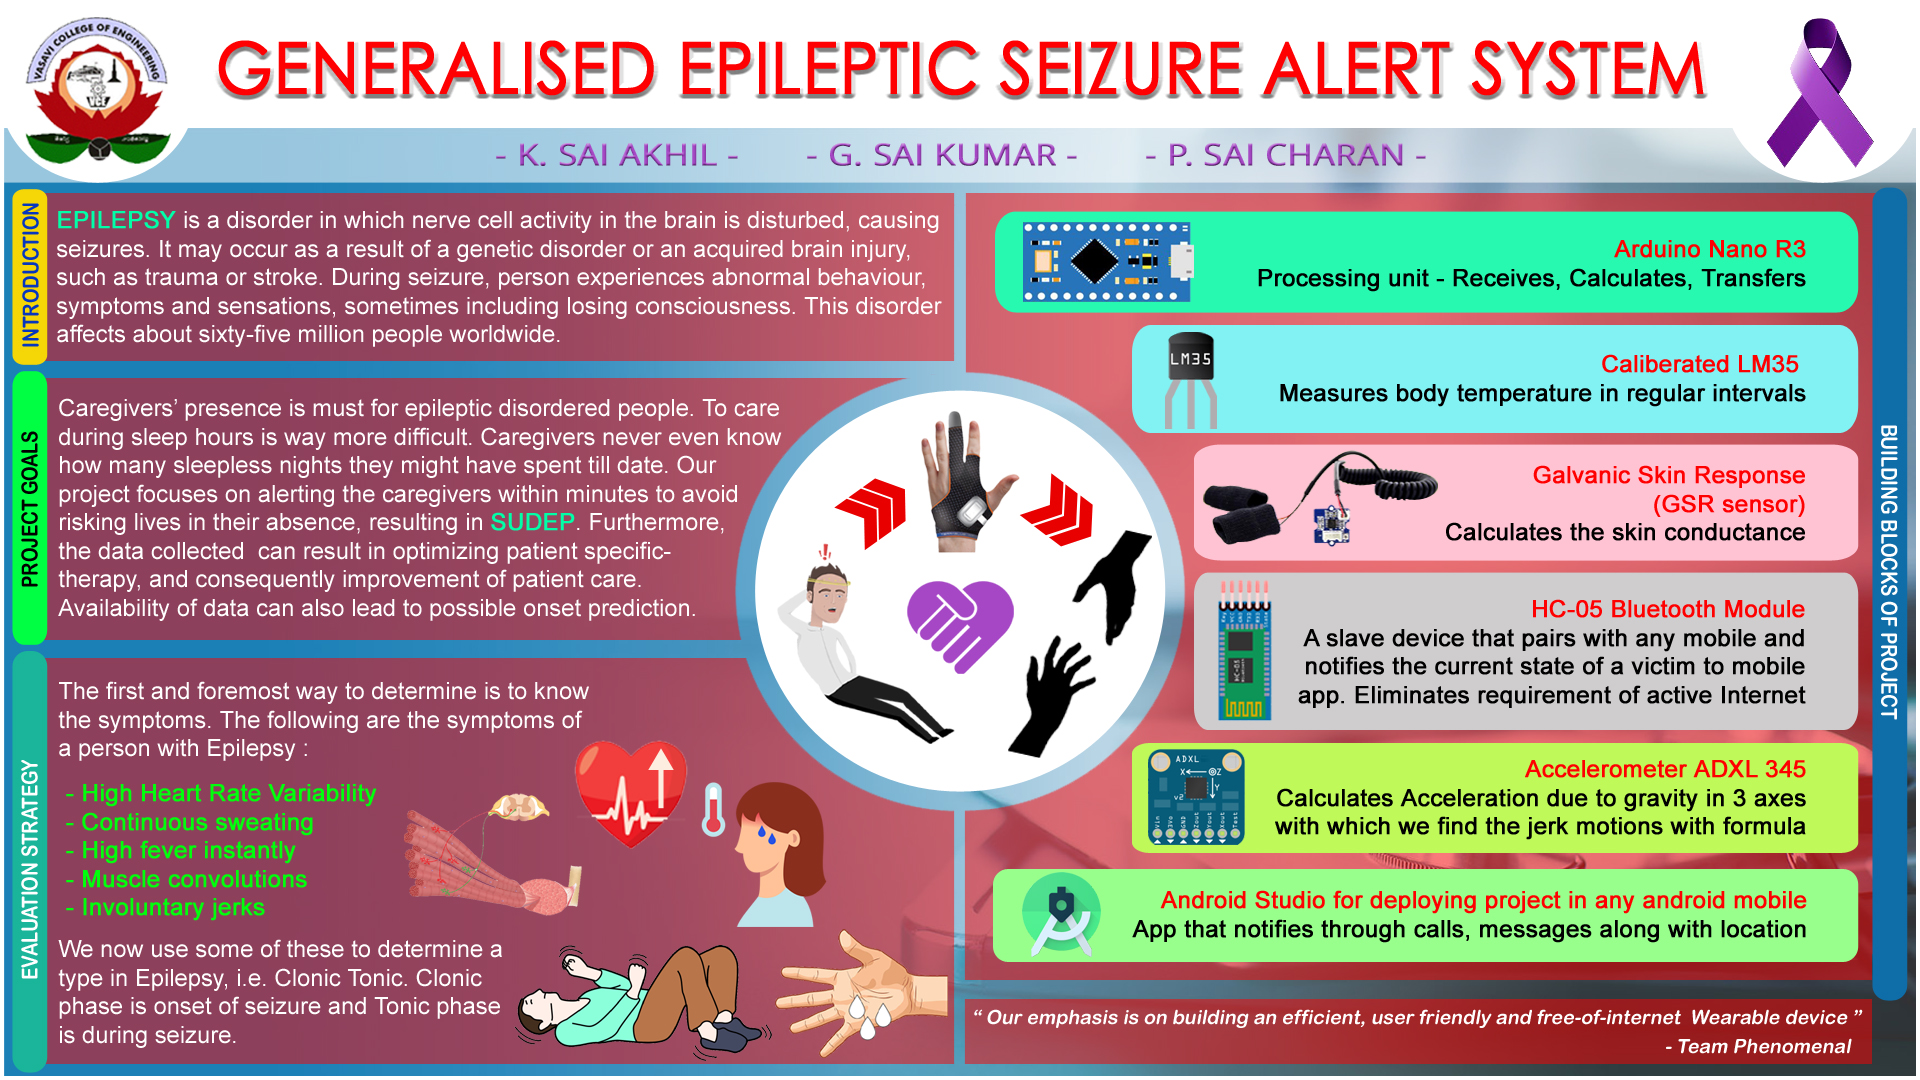 VASAVI COLLEGE OF ENGINEERING
VCE
GENERALISED EPILEPTIC SEIZURE ALERT SYSTEM
- K. SAI AKHIL -
- G. SAI KUMAR -
- P. SAI CHARAN -
INTRODUCTION
EPILEPSY is a disorder in which nerve cell activity in the brain is disturbed, causing
seizures. It may occur as a result of a genetic disorder or an acquired brain injury,
such as trauma or stroke. During seizure, person experiences abnormal behaviour,
symptoms and sensations, sometimes including losing consciousness. This disorder
affects about sixty-five million people worldwide.
PROJECT GOALS
Caregivers’ presence is must for epileptic disordered people. To care
during sleep hours is way more difficult. Caregivers never even know
how many sleepless nights they might have spent till date. Our
project focuses on alerting the caregivers within minutes to avoid
risking lives in their absence, resulting in SUDEP. Furthermore,
the data collected  can result in optimizing patient specific-
therapy, and consequently improvement of patient care.
Availability of data can also lead to possible onset prediction.
EVALUATION STRATEGY
The first and foremost way to determine is to know
the symptoms. The following are the symptoms of
a person with Epilepsy :
- High Heart Rate Variability
- Continuous sweating
- High fever instantly
- Muscle convolutions
- Involuntary jerks
We now use some of these to determine a
type in Epilepsy, i.e. Clonic Tonic. Clonic
phase is onset of seizure and Tonic phase
is during seizure.
BUILDING BLOCKS OF PROJECT
Arduino Nano R3
Processing unit - Receives, Calculates, Transfers
LM35
Caliberated LM35
Measures body temperature in regular intervals
Galvanic Skin Response
(GSR sensor)
Calculates the skin conductance
HC-05
HC-05 Bluetooth Module
A slave device that pairs with any mobile and
notifies the current state of a victim to mobile
app. Eliminates requirement of active Internet
ADXL
X
Z
Y
v2
Vin 3Vo GND Zout Yout Xout Test
Accelerometer ADXL 345
Calculates Acceleration due to gravity in 3 axes
with which we find the jerk motions with formula
Android Studio for deploying project in any android mobile
App that notifies through calls, messages along with location
“ Our emphasis is on building an efficient, user friendly and free-of-internet  Wearable device ”
- Team Phenomenal